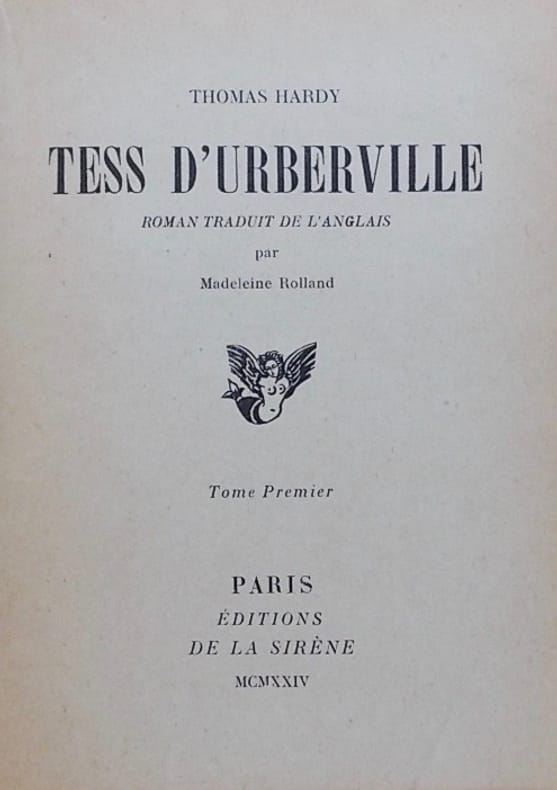 THOMAS HARDY
TESS D'URBERVILLE
ROMAN TRADUIT DE L'ANGLAIS
par
Madeleine Rolland
Tome Premier
PARIS
ÉDITIONS
DE LA SIRÈNE
MCMXXIV